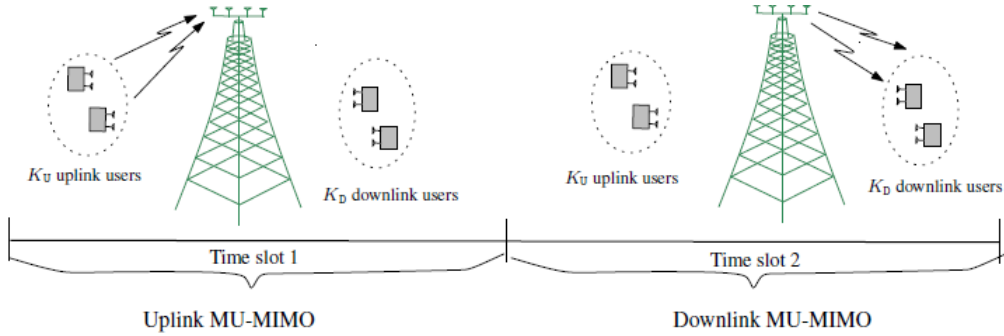 K_U uplink users
K_D downlink users
K_U uplink users
K_D downlink users
Time slot 1
Time slot 2
Uplink MU-MIMO
Downlink MU-MIMO